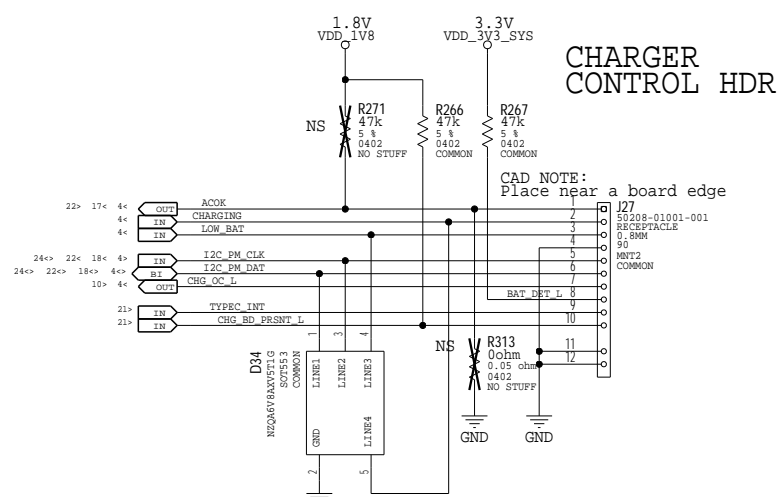 1.8V
VDD_1V8
3.3V
VDD_3V3_SYS
CHARGER
CONTROL HDR
NS
R271
47k
5 %
0402
NO STUFF
R266
47k
5 %
0402
COMMON
R267
47k
5 %
0402
COMMON
CAD NOTE:
Place near a board edge
22> 17< 4< OUT ACOK 1
4< IN CHARGING 2
4< IN LOW_BAT 3
4
24<> 22< 18< 4> IN I2C_PM_CLK 5
24<> 22<> 18<> 4<> BI I2C_PM_DAT 6
10> 4< OUT CHG_OC_L 7
BAT_DET_L 8
21> IN TYPEC_INT 9
21> IN CHG_BD_PRSNT_L 10
11
12
J27
50208-01001-001
RECEPTACLE
0.8MM
90
MNT2
COMMON
NS
R313
0ohm
0.05 ohm
0402
NO STUFF
GND
GND
D34
NZQA6V8AXV5T1G
SOT553
COMMON
1
3
4
LINE1
LINE2
LINE3
GND
LINE4
2
5